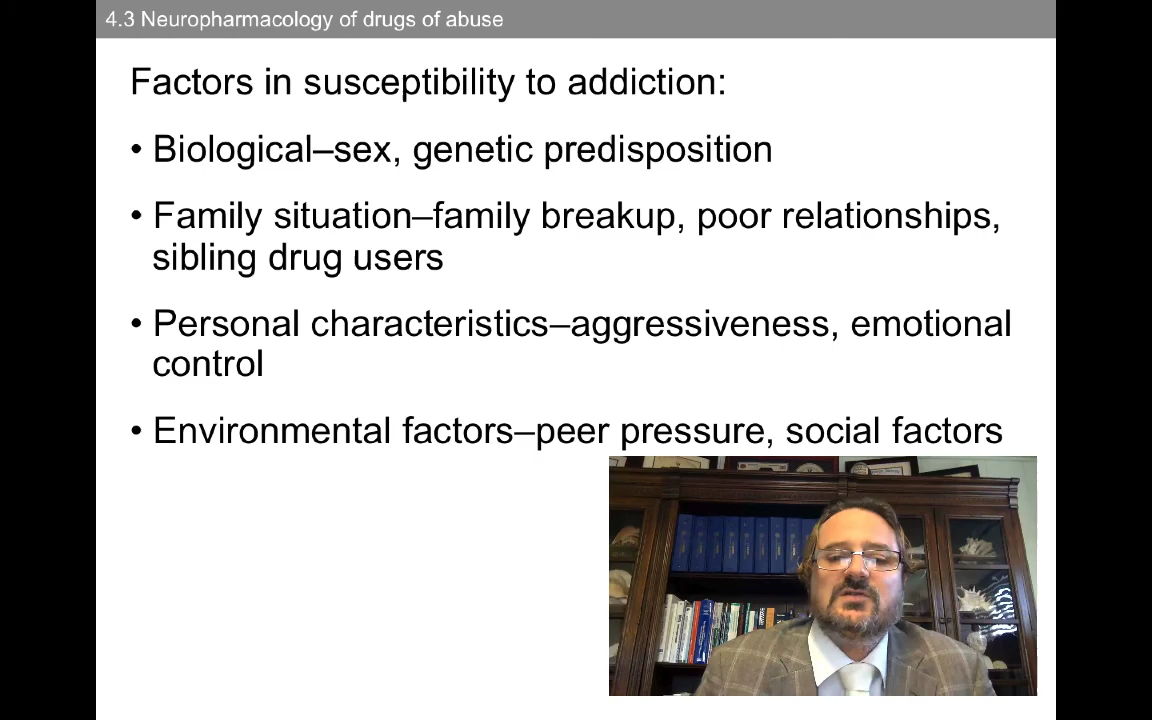 4.3 Neuropharmacology of drugs of abuse
Factors in susceptibility to addiction:
• Biological–sex, genetic predisposition
• Family situation–family breakup, poor relationships,
sibling drug users
• Personal characteristics–aggressiveness, emotional
control
• Environmental factors–peer pressure, social factors